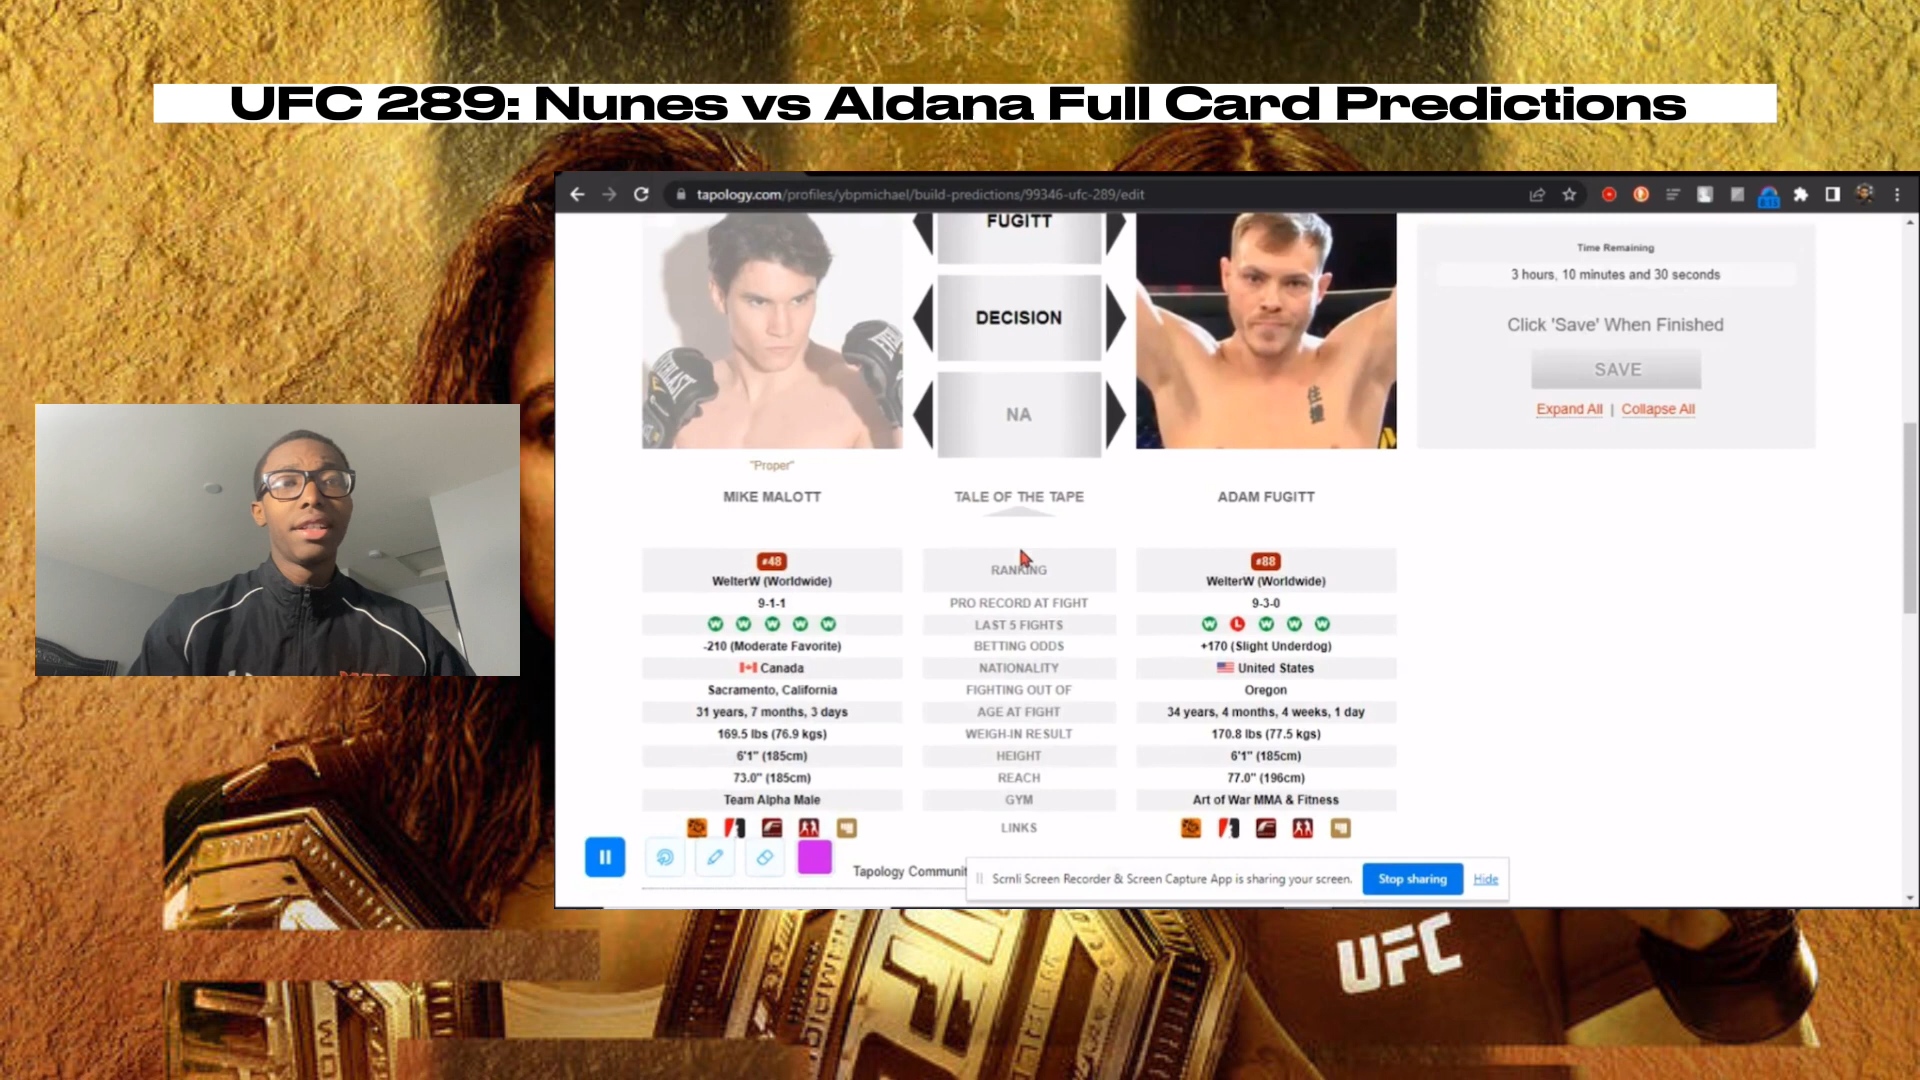 UFC 289: Nunes vs Aldana Full Card Predictions
tapology.com/profiles/ybpmichael/build-predictions/99346-ufc-289/edit
FUGITT
DECISION
NA
Time Remaining
3 hours, 10 minutes and 30 seconds
Click 'Save' When Finished
SAVE
Expand All | Collapse All
EVERLAST
"Proper"
MIKE MALOTT
TALE OF THE TAPE
ADAM FUGITT
#48
WelterW (Worldwide)
RANKING
#88
WelterW (Worldwide)
9-1-1
PRO RECORD AT FIGHT
9-3-0
W W W W W
LAST 5 FIGHTS
W L W W W
-210 (Moderate Favorite)
BETTING ODDS
+170 (Slight Underdog)
Canada
NATIONALITY
United States
Sacramento, California
FIGHTING OUT OF
Oregon
31 years, 7 months, 3 days
AGE AT FIGHT
34 years, 4 months, 4 weeks, 1 day
169.5 lbs (76.9 kgs)
WEIGH-IN RESULT
170.8 lbs (77.5 kgs)
6'1" (185cm)
HEIGHT
6'1" (185cm)
73.0" (185cm)
REACH
77.0" (196cm)
Team Alpha Male
GYM
Art of War MMA & Fitness
LINKS
Tapology
Scrnli Screen Recorder & Screen Capture App is sharing your screen.
Stop sharing
Hide
UFC